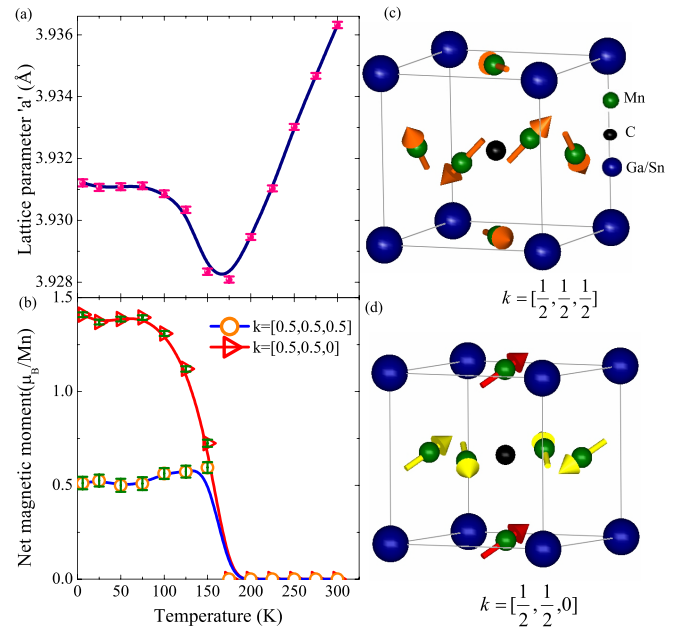 (a)
3.936
3.934
3.931
3.930
3.928
Lattice parameter 'a' (Å)
(b)
1.5
1.0
0.5
0.0
Net magnetic moment(μB/Mn)
k=[0.5,0.5,0.5]
k=[0.5,0.5,0]
0 50 100 150 200 250 300
Temperature (K)
(c)
Mn
C
Ga/Sn
k = [1/2, 1/2, 1/2]
(d)
k = [1/2, 1/2, 0]